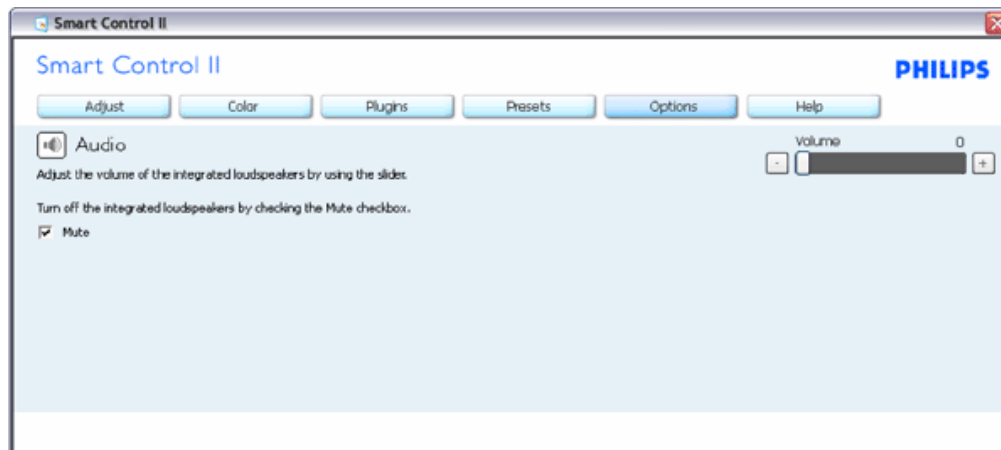 Smart Control II
Smart Control II
PHILIPS
Adjust Color Plugins Presets Options Help
Audio
Volume 0
- +
Adjust the volume of the integrated loudspeakers by using the slider.
Turn off the integrated loudspeakers by checking the Mute checkbox.
Mute